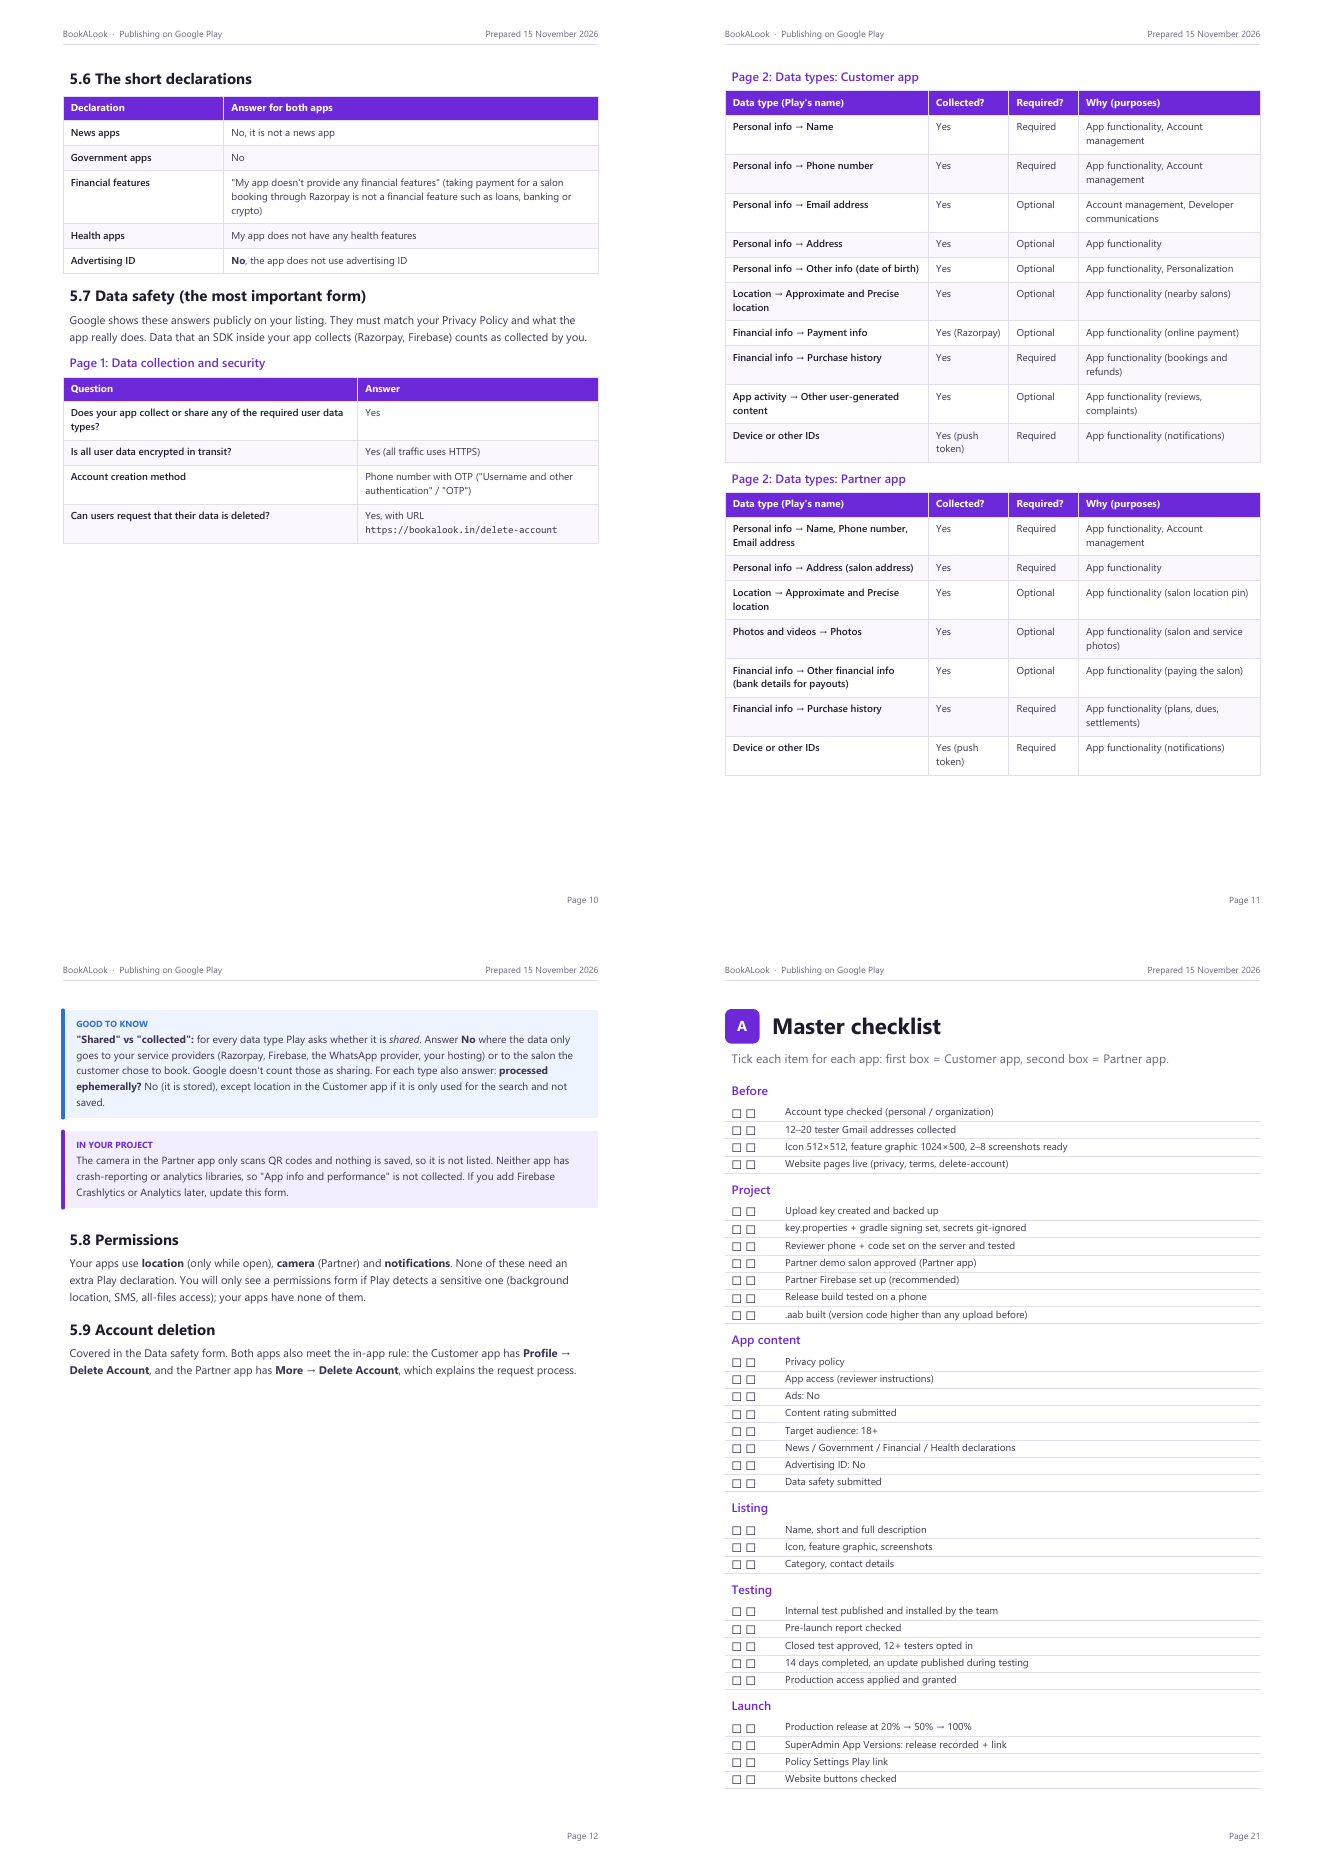 BookALook · Publishing on Google Play
Prepared 15 November 2026
5.6 The short declarations
Declaration
Answer for both apps
News apps
No, it is not a news app
Government apps
No
Financial features
"My app doesn't provide any financial features" (taking payment for a salon
booking through Razorpay is not a financial feature such as loans, banking or
crypto)
Health apps
My app does not have any health features
Advertising ID
No, the app does not use advertising ID
5.7 Data safety (the most important form)
Google shows these answers publicly on your listing. They must match your Privacy Policy and what the
app really does. Data that an SDK inside your app collects (Razorpay, Firebase) counts as collected by you.
Page 1: Data collection and security
Question
Answer
Does your app collect or share any of the required user data
types?
Yes
Is all user data encrypted in transit?
Yes (all traffic uses HTTPS)
Account creation method
Phone number with OTP ("Username and other
authentication" / "OTP")
Can users request that their data is deleted?
Yes, with URL
https://bookalook.in/delete-account
Page 10
BookALook · Publishing on Google Play
Prepared 15 November 2026
Page 2: Data types: Customer app
Data type (Play's name)
Collected?
Required?
Why (purposes)
Personal info → Name
Yes
Required
App functionality, Account
management
Personal info → Phone number
Yes
Required
App functionality, Account
management
Personal info → Email address
Yes
Optional
Account management, Developer
communications
Personal info → Address
Yes
Optional
App functionality
Personal info → Other info (date of birth)
Yes
Optional
App functionality, Personalization
Location → Approximate and Precise
location
Yes
Optional
App functionality (nearby salons)
Financial info → Payment info
Yes (Razorpay)
Optional
App functionality (online payment)
Financial info → Purchase history
Yes
Required
App functionality (bookings and
refunds)
App activity → Other user-generated
content
Yes
Optional
App functionality (reviews,
complaints)
Device or other IDs
Yes (push
token)
Required
App functionality (notifications)
Page 2: Data types: Partner app
Data type (Play's name)
Collected?
Required?
Why (purposes)
Personal info → Name, Phone number,
Email address
Yes
Required
App functionality, Account
management
Personal info → Address (salon address)
Yes
Required
App functionality
Location → Approximate and Precise
location
Yes
Optional
App functionality (salon location pin)
Photos and videos → Photos
Yes
Optional
App functionality (salon and service
photos)
Financial info → Other financial info
(bank details for payouts)
Yes
Optional
App functionality (paying the salon)
Financial info → Purchase history
Yes
Required
App functionality (plans, dues,
settlements)
Device or other IDs
Yes (push
token)
Required
App functionality (notifications)
Page 11
BookALook · Publishing on Google Play
Prepared 15 November 2026
GOOD TO KNOW
"Shared" vs "collected": for every data type Play asks whether it is shared. Answer No where the data only
goes to your service providers (Razorpay, Firebase, the WhatsApp provider, your hosting) or to the salon the
customer chose to book. Google doesn't count those as sharing. For each type also answer: processed
ephemerally? No (it is stored), except location in the Customer app if it is only used for the search and not
saved.
IN YOUR PROJECT
The camera in the Partner app only scans QR codes and nothing is saved, so it is not listed. Neither app has
crash-reporting or analytics libraries, so "App info and performance" is not collected. If you add Firebase
Crashlytics or Analytics later, update this form.
5.8 Permissions
Your apps use location (only while open), camera (Partner) and notifications. None of these need an
extra Play declaration. You will only see a permissions form if Play detects a sensitive one (background
location, SMS, all-files access); your apps have none of them.
5.9 Account deletion
Covered in the Data safety form. Both apps also meet the in-app rule: the Customer app has Profile →
Delete Account, and the Partner app has More → Delete Account, which explains the request process.
Page 12
BookALook · Publishing on Google Play
Prepared 15 November 2026
A
Master checklist
Tick each item for each app: first box = Customer app, second box = Partner app.
Before
☐ ☐ Account type checked (personal / organization)
☐ ☐ 12–20 tester Gmail addresses collected
☐ ☐ Icon 512×512, feature graphic 1024×500, 2–8 screenshots ready
☐ ☐ Website pages live (privacy, terms, delete-account)
Project
☐ ☐ Upload key created and backed up
☐ ☐ key.properties + gradle signing set, secrets git-ignored
☐ ☐ Reviewer phone + code set on the server and tested
☐ ☐ Partner demo salon approved (Partner app)
☐ ☐ Partner Firebase set up (recommended)
☐ ☐ Release build tested on a phone
☐ ☐ .aab built (version code higher than any upload before)
App content
☐ ☐ Privacy policy
☐ ☐ App access (reviewer instructions)
☐ ☐ Ads: No
☐ ☐ Content rating submitted
☐ ☐ Target audience: 18+
☐ ☐ News / Government / Financial / Health declarations
☐ ☐ Advertising ID: No
☐ ☐ Data safety submitted
Listing
☐ ☐ Name, short and full description
☐ ☐ Icon, feature graphic, screenshots
☐ ☐ Category, contact details
Testing
☐ ☐ Internal test published and installed by the team
☐ ☐ Pre-launch report checked
☐ ☐ Closed test approved, 12+ testers opted in
☐ ☐ 14 days completed, an update published during testing
☐ ☐ Production access applied and granted
Launch
☐ ☐ Production release at 20% → 50% → 100%
☐ ☐ SuperAdmin App Versions: release recorded + link
☐ ☐ Policy Settings Play link
☐ ☐ Website buttons checked
Page 21